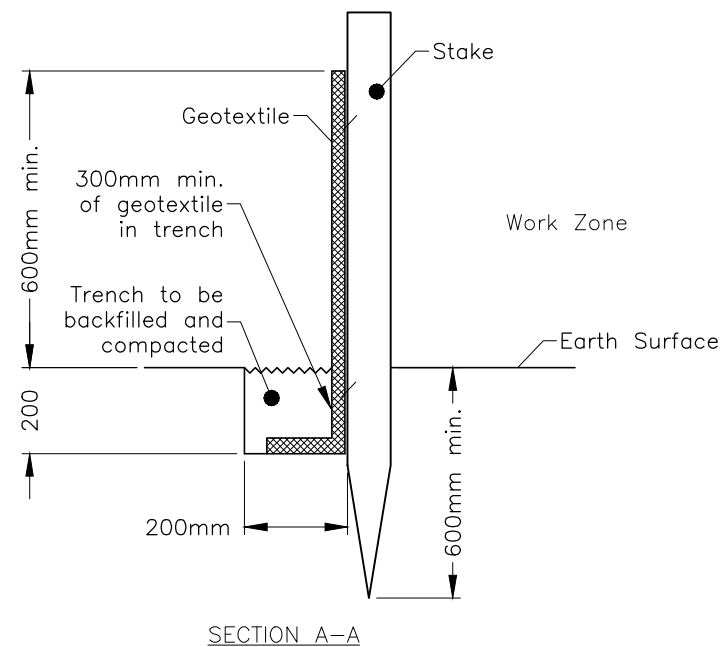 Stake
Geotextile
600mm min.
300mm min.
of geotextile
in trench
Work Zone
Trench to be
backfilled and
compacted
Earth Surface
200
600mm min.
200mm
SECTION A-A